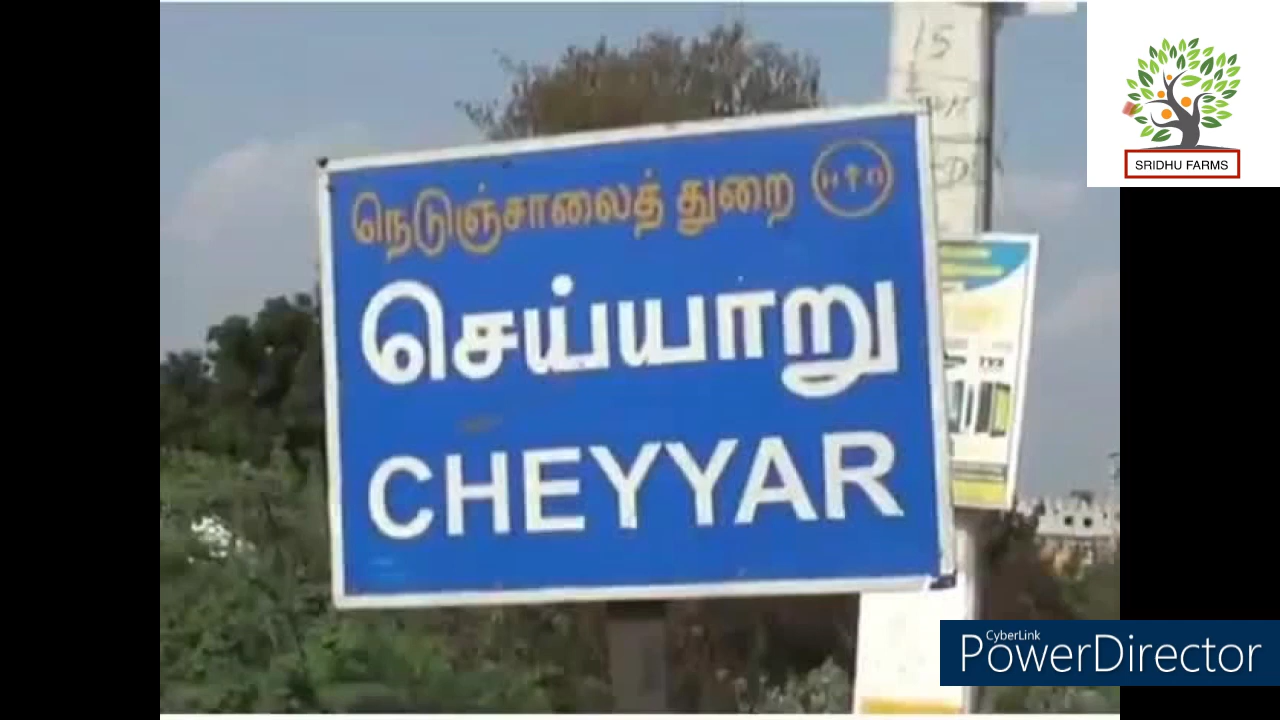 15
SRIDHU FARMS
நெடுஞ்சாலைத் துறை
H D
செய்யாறு
CHEYYAR
CyberLink
PowerDirector